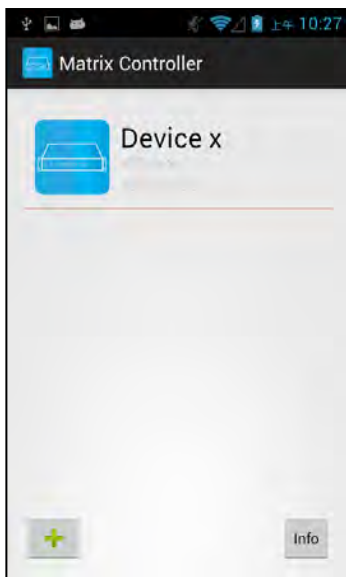 上午 10:27
Matrix Controller
Device x
Info